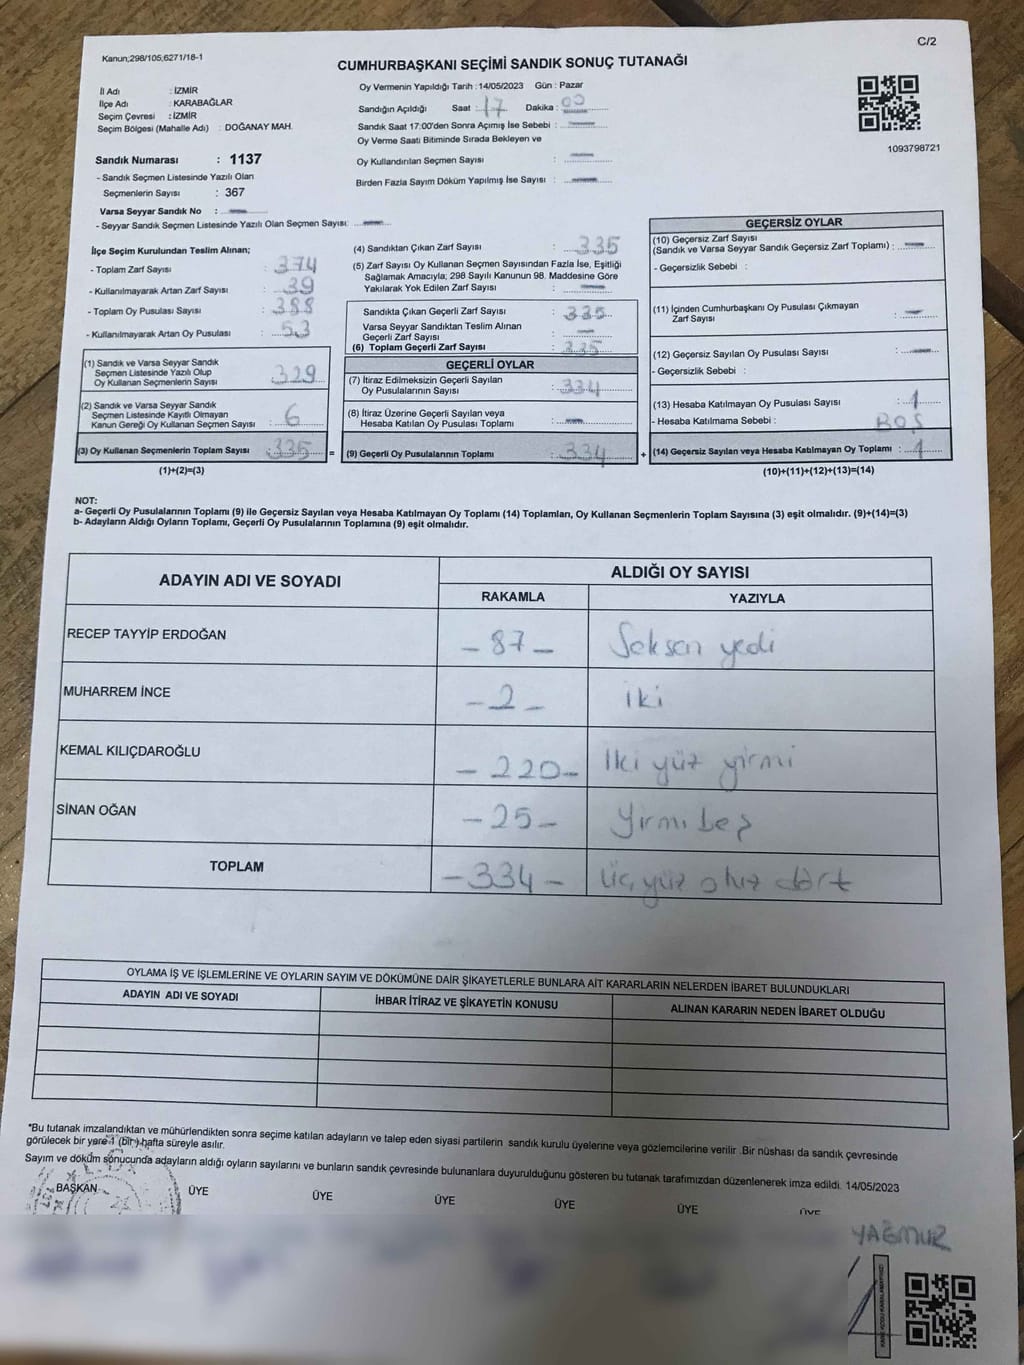 C/2
Kanun;298/105;6271/18-1
CUMHURBAŞKANI SEÇİMİ SANDIK SONUÇ TUTANAĞI
İl Adı : İZMİR
İlçe Adı : KARABAĞLAR
Seçim Çevresi : İZMİR
Seçim Bölgesi (Mahalle Adı) : DOĞANAY MAH.
Sandık Numarası : 1137
- Sandık Seçmen Listesinde Yazılı Olan
Seçmenlerin Sayısı : 367
Varsa Seyyar Sandık No : —
- Seyyar Sandık Seçmen Listesinde Yazılı Olan Seçmen Sayısı: —
Oy Vermenin Yapıldığı Tarih : 14/05/2023 Gün : Pazar
Sandığın Açıldığı Saat : 17 Dakika : 00
Sandık Saat 17:00'den Sonra Açımış İse Sebebi : —
Oy Verme Saati Bitiminde Sırada Bekleyen ve
Oy Kullandırılan Seçmen Sayısı : —
Birden Fazla Sayım Döküm Yapılmış İse Sayısı : —
1093798721
İlçe Seçim Kurulundan Teslim Alınan;
- Toplam Zarf Sayısı : 374
- Kullanılmayarak Artan Zarf Sayısı : 39
- Toplam Oy Pusulası Sayısı : 388
- Kullanılmayarak Artan Oy Pusulası : 53
(1) Sandık ve Varsa Seyyar Sandık
Seçmen Listesinde Yazılı Olup
Oy Kullanan Seçmenlerin Sayısı : 329
(2) Sandık ve Varsa Seyyar Sandık
Seçmen Listesinde Kayıtlı Olmayan
Kanun Gereği Oy Kullanan Seçmen Sayısı : 6
(3) Oy Kullanan Seçmenlerin Toplam Sayısı : 335 =
(1)+(2)=(3)
(4) Sandıktan Çıkan Zarf Sayısı : 335
(5) Zarf Sayısı Oy Kullanan Seçmen Sayısından Fazla İse, Eşitliği
Sağlamak Amacıyla; 298 Sayılı Kanunun 98. Maddesine Göre
Yakılarak Yok Edilen Zarf Sayısı : —
Sandıkta Çıkan Geçerli Zarf Sayısı : 335
Varsa Seyyar Sandıktan Teslim Alınan
Geçerli Zarf Sayısı : —
(6) Toplam Geçerli Zarf Sayısı : 335
GEÇERLİ OYLAR
(7) İtiraz Edilmeksizin Geçerli Sayılan
Oy Pusulalarının Sayısı : 334
(8) İtiraz Üzerine Geçerli Sayılan veya
Hesaba Katılan Oy Pusulası Toplamı : —
(9) Geçerli Oy Pusulalarının Toplamı : 334 +
GEÇERSİZ OYLAR
(10) Geçersiz Zarf Sayısı
(Sandık ve Varsa Seyyar Sandık Geçersiz Zarf Toplamı) : —
- Geçersizlik Sebebi :
(11) İçinden Cumhurbaşkanı Oy Pusulası Çıkmayan
Zarf Sayısı : —
(12) Geçersiz Sayılan Oy Pusulası Sayısı : —
- Geçersizlik Sebebi :
(13) Hesaba Katılmayan Oy Pusulası Sayısı : 1
- Hesaba Katılmama Sebebi : BOŞ
(14) Geçersiz Sayılan veya Hesaba Katılmayan Oy Toplamı : 1
(10)+(11)+(12)+(13)=(14)
NOT:
a- Geçerli Oy Pusulalarının Toplamı (9) ile Geçersiz Sayılan veya Hesaba Katılmayan Oy Toplamı (14) Toplamları, Oy Kullanan Seçmenlerin Toplam Sayısına (3) eşit olmalıdır. (9)+(14)=(3)
b- Adayların Aldığı Oyların Toplamı, Geçerli Oy Pusulalarının Toplamına (9) eşit olmalıdır.
ADAYIN ADI VE SOYADI ALDIĞI OY SAYISI
RAKAMLA YAZIYLA
RECEP TAYYİP ERDOĞAN - 87 - Seksen yedi
MUHARREM İNCE - 2 - İki
KEMAL KILIÇDAROĞLU - 220 - İki yüz yirmi
SİNAN OĞAN - 25 - Yirmi beş
TOPLAM - 334 - Üç yüz otuz dört
OYLAMA İŞ VE İŞLEMLERİNE VE OYLARIN SAYIM VE DÖKÜMÜNE DAİR ŞİKAYETLERLE BUNLARA AİT KARARLARIN NELERDEN İBARET BULUNDUKLARI
ADAYIN ADI VE SOYADI İHBAR İTİRAZ VE ŞİKAYETİN KONUSU ALINAN KARARIN NEDEN İBARET OLDUĞU
*Bu tutanak imzalandıktan ve mühürlendikten sonra seçime katılan adayların ve talep eden siyasi partilerin sandık kurulu üyelerine veya gözlemcilerine verilir .Bir nüshası da sandık çevresinde
görülecek bir yere 1 (bir) hafta süreyle asılır.
Sayım ve döküm sonucunda adayların aldığı oyların sayılarını ve bunların sandık çevresinde bulunanlara duyurulduğunu gösteren bu tutanak tarafımızdan düzenlenerek imza edildi. 14/05/2023
BAŞKAN ÜYE ÜYE ÜYE ÜYE ÜYE ÜYE
YAĞMUR